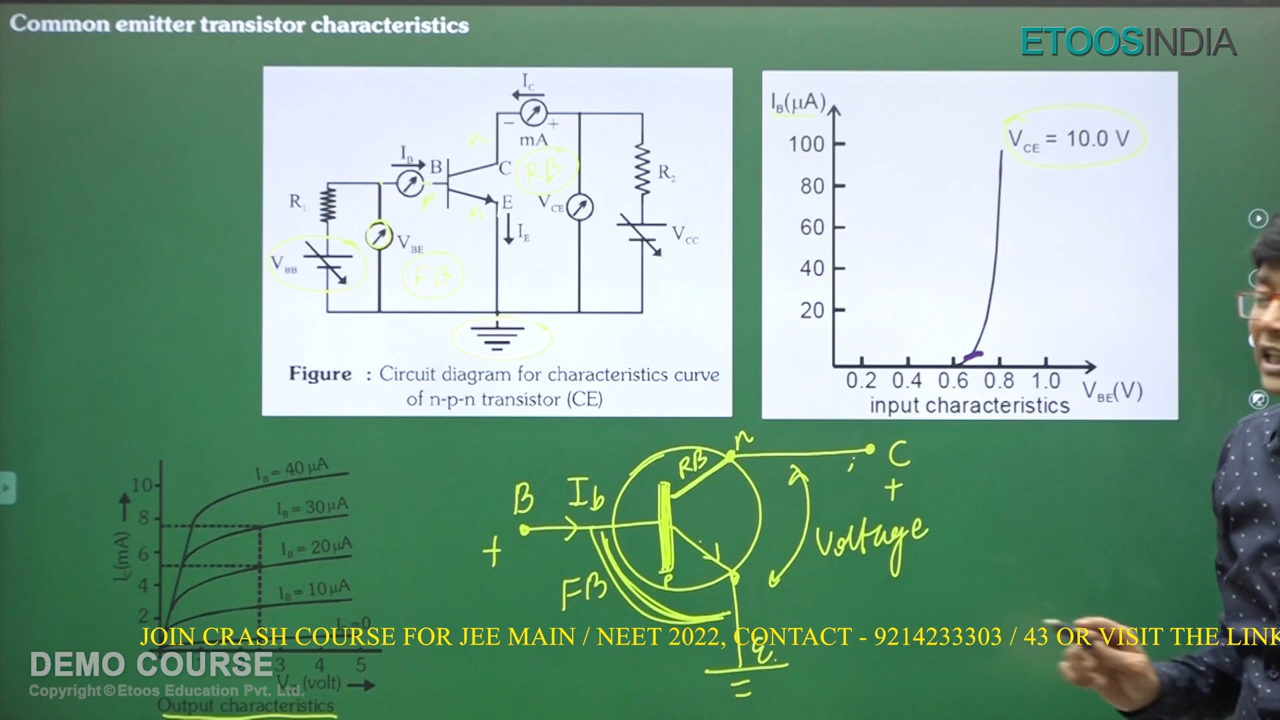 Common emitter transistor characteristics
ETOOSINDIA
I_C
mA
I_B
B
C
E
R_1
R_2
V_BE
V_CE
V_BB
V_CC
I_E
n
p
n
RB
FB
Figure : Circuit diagram for characteristics curve
of n-p-n transistor (CE)
I_B(μA)
100
80
60
40
20
V_CE = 10.0 V
0.2 0.4 0.6 0.8 1.0
V_BE(V)
input characteristics
I_B = 40 μA
I_B = 30 μA
I_B = 20 μA
I_B = 10 μA
10
8
6
4
2
I_C(mA)
3 4 5
(volt)
Output characteristics
n
RB
C
+
B
I_b
+
FB
p
Voltage
JOIN CRASH COURSE FOR JEE MAIN / NEET 2022, CONTACT - 9214233303 / 43 OR VISIT THE LINK
DEMO COURSE
Copyright © Etoos Education Pvt. Ltd.